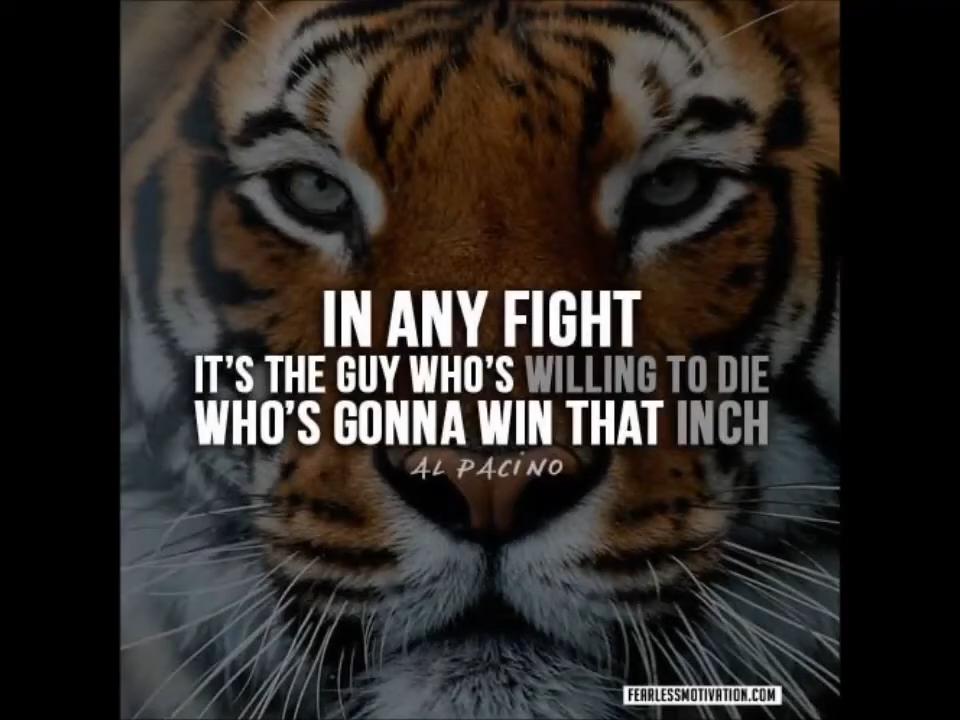 IN ANY FIGHT
IT'S THE GUY WHO'S WILLING TO DIE
WHO'S GONNA WIN THAT INCH
AL PACINO
FEARLESSMOTIVATION.COM